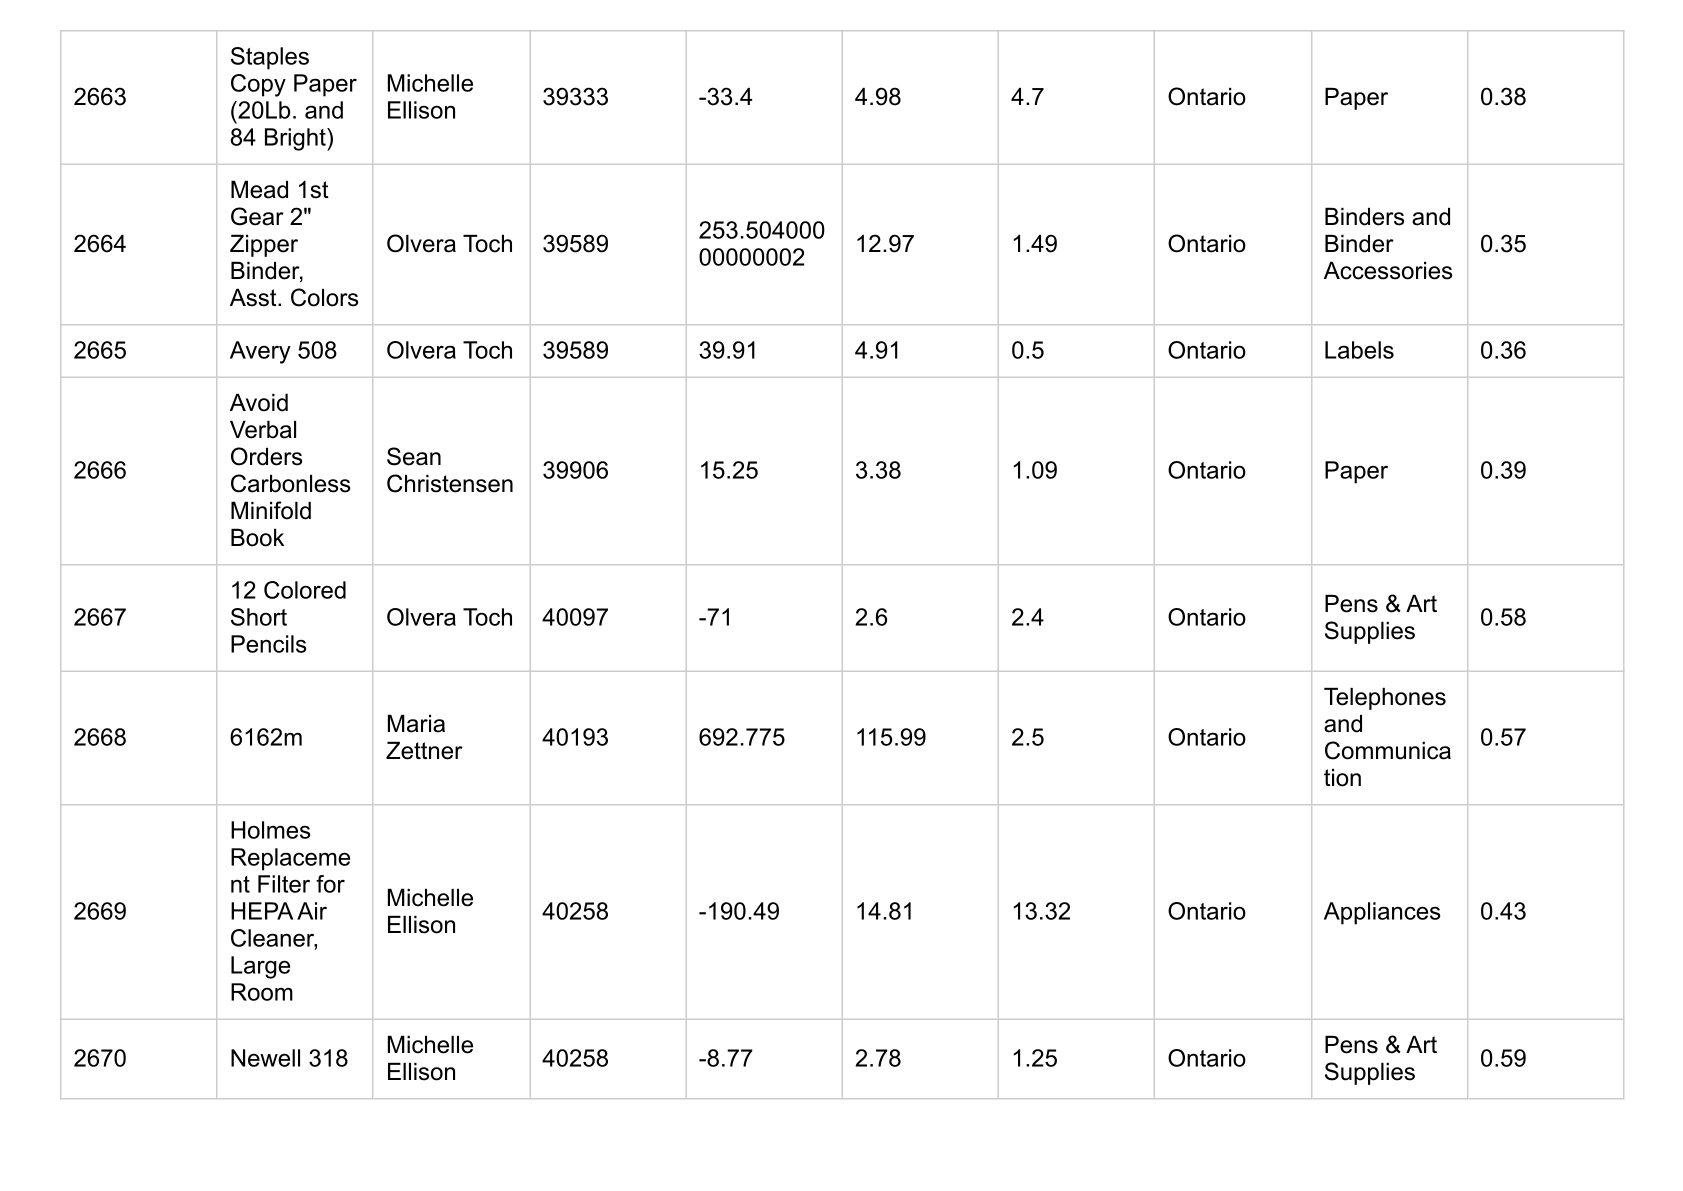 2663
Staples
Copy Paper
(20Lb. and
84 Bright)
Michelle
Ellison
39333
-33.4
4.98
4.7
Ontario
Paper
0.38
2664
Mead 1st
Gear 2"
Zipper
Binder,
Asst. Colors
Olvera Toch
39589
253.504000
00000002
12.97
1.49
Ontario
Binders and
Binder
Accessories
0.35
2665
Avery 508
Olvera Toch
39589
39.91
4.91
0.5
Ontario
Labels
0.36
2666
Avoid
Verbal
Orders
Carbonless
Minifold
Book
Sean
Christensen
39906
15.25
3.38
1.09
Ontario
Paper
0.39
2667
12 Colored
Short
Pencils
Olvera Toch
40097
-71
2.6
2.4
Ontario
Pens & Art
Supplies
0.58
2668
6162m
Maria
Zettner
40193
692.775
115.99
2.5
Ontario
Telephones
and
Communica
tion
0.57
2669
Holmes
Replaceme
nt Filter for
HEPA Air
Cleaner,
Large
Room
Michelle
Ellison
40258
-190.49
14.81
13.32
Ontario
Appliances
0.43
2670
Newell 318
Michelle
Ellison
40258
-8.77
2.78
1.25
Ontario
Pens & Art
Supplies
0.59